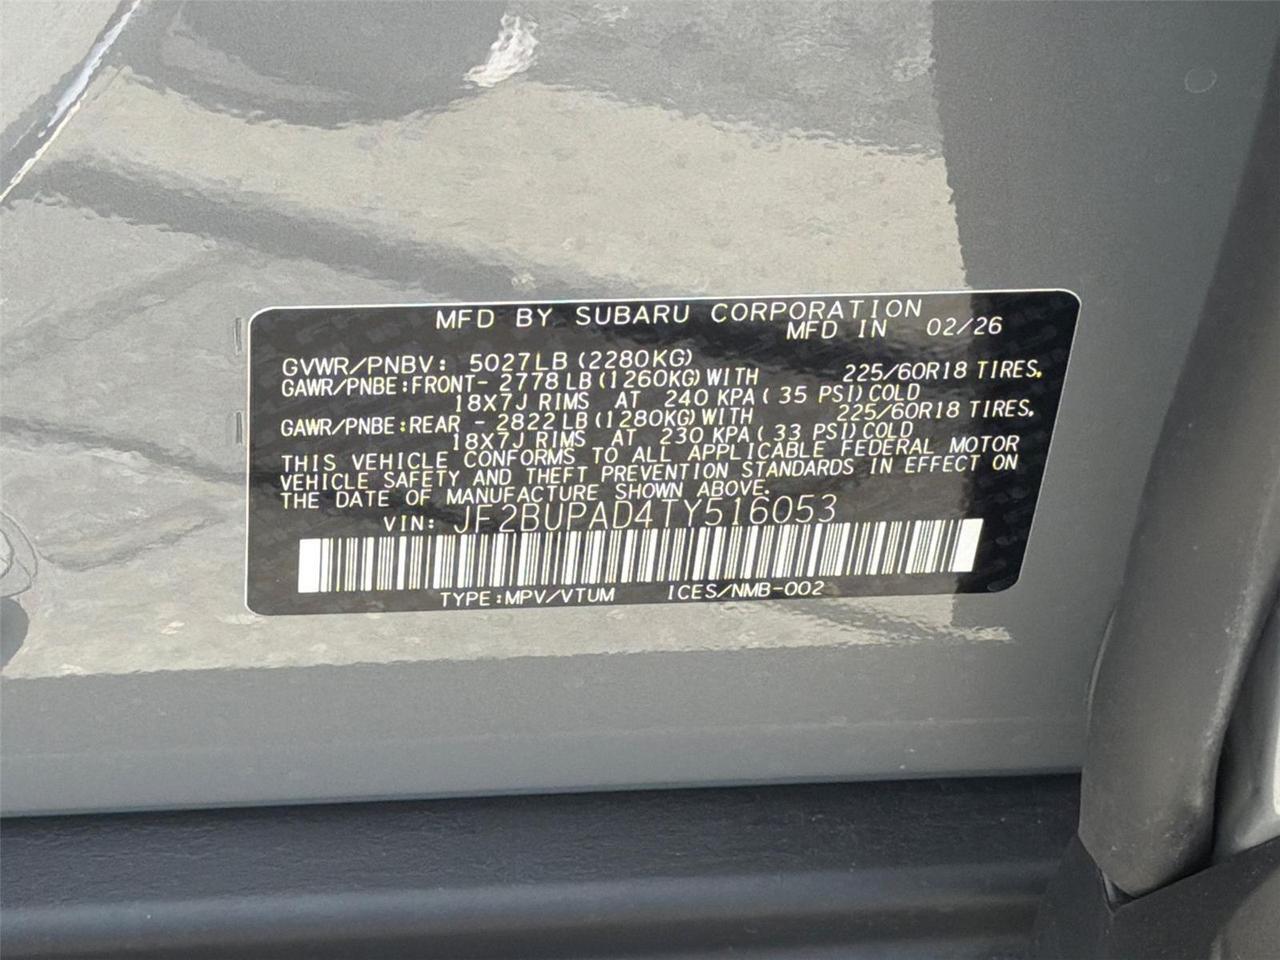 MFD BY SUBARU CORPORATION
MFD IN 02/26
GVWR/PNBV: 5027LB (2280KG)
GAWR/PNBE:FRONT- 2778LB (1260KG) WITH 225/60R18 TIRES,
18X7J RIMS AT 240 KPA ( 35 PSI) COLD
GAWR/PNBE:REAR - 2822LB (1280KG) WITH 225/60R18 TIRES,
18X7J RIMS AT 230 KPA ( 33 PSI) COLD
THIS VEHICLE CONFORMS TO ALL APPLICABLE FEDERAL MOTOR
VEHICLE SAFETY AND THEFT PREVENTION STANDARDS IN EFFECT ON
THE DATE OF MANUFACTURE SHOWN ABOVE.
VIN: JF2BUPAD4TY516053
TYPE:MPV/VTUM ICES/NMB-002